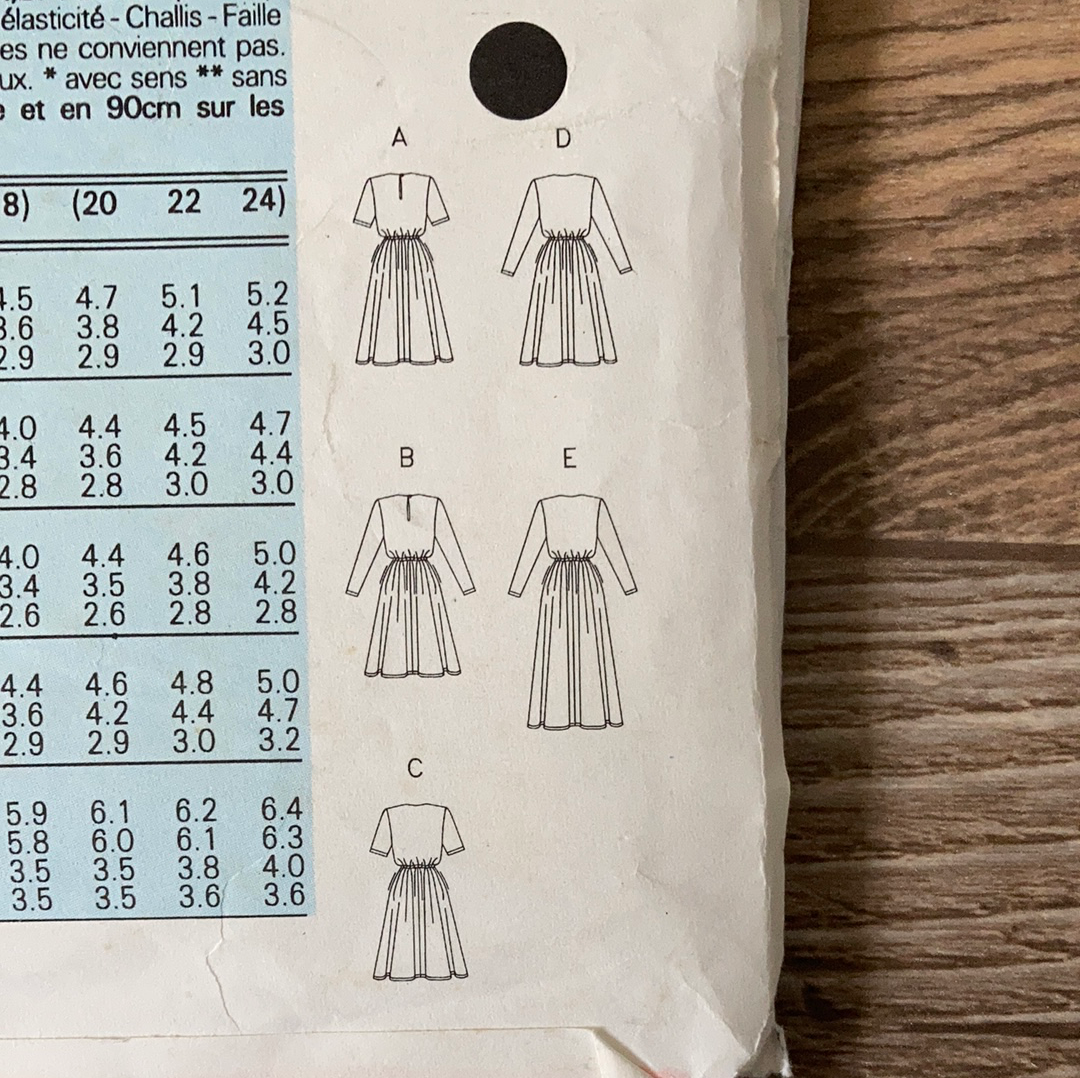 élasticité - Challis - Faille
es ne conviennent pas.
ux. * avec sens ** sans
et en 90cm sur les
8) (20 22 24)
4.5 4.7 5.1 5.2
3.6 3.8 4.2 4.5
2.9 2.9 2.9 3.0
4.0 4.4 4.5 4.7
3.4 3.6 4.2 4.4
2.8 2.8 3.0 3.0
4.0 4.4 4.6 5.0
3.4 3.5 3.8 4.2
2.6 2.6 2.8 2.8
4.4 4.6 4.8 5.0
3.6 4.2 4.4 4.7
2.9 2.9 3.0 3.2
5.9 6.1 6.2 6.4
5.8 6.0 6.1 6.3
3.5 3.5 3.8 4.0
3.5 3.5 3.6 3.6
A D
B E
C